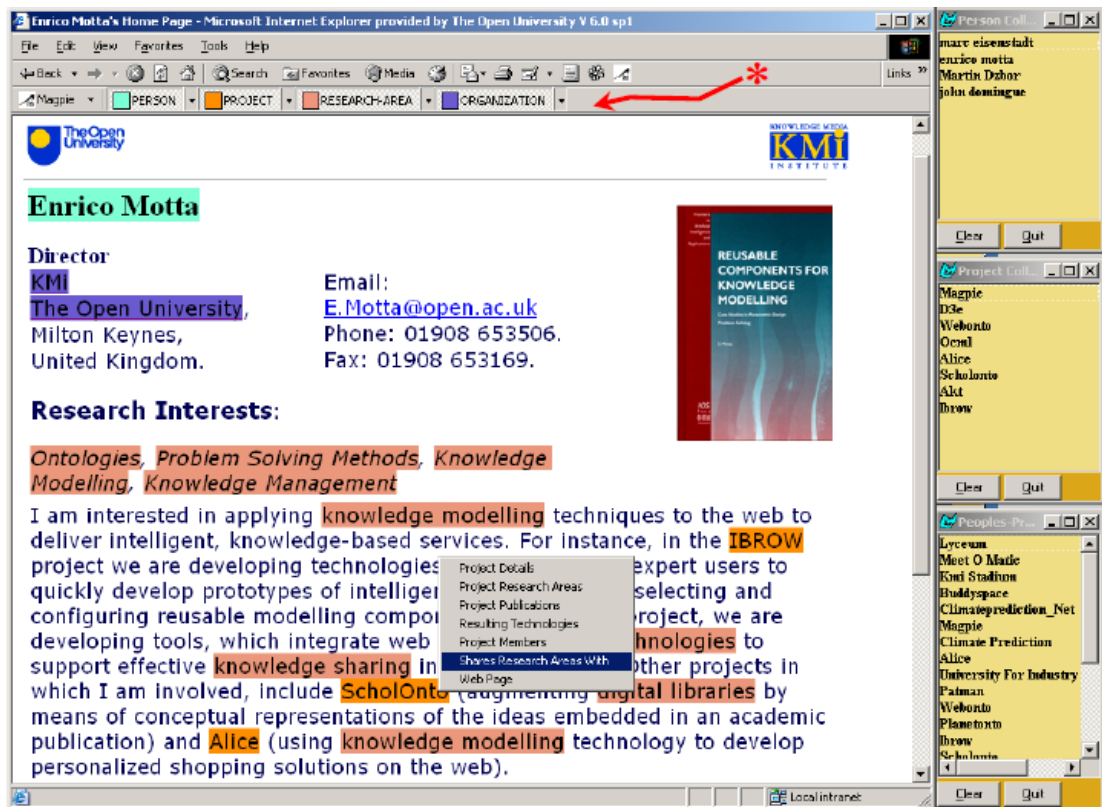 Enrico Motta's Home Page - Microsoft Internet Explorer provided by The Open University V 6.0 sp1
File Edit View Favorites Tools Help
Back Search Favorites Media Links »
Magpie PERSON PROJECT RESEARCH-AREA ORGANIZATION
*
The Open
University
KNOWLEDGE MEDIA
KMi
INSTITUTE
Enrico Motta
Director
KMi
The Open University,
Milton Keynes,
United Kingdom.
Email:
E.Motta@open.ac.uk
Phone: 01908 653506.
Fax: 01908 653169.
REUSABLE
COMPONENTS FOR
KNOWLEDGE
MODELLING
Research Interests:
Ontologies, Problem Solving Methods, Knowledge
Modelling, Knowledge Management
I am interested in applying knowledge modelling techniques to the web to
deliver intelligent, knowledge-based services. For instance, in the IBROW
project we are developing technologies expert users to
quickly develop prototypes of intelligen selecting and
configuring reusable modelling compon project, we are
developing tools, which integrate web hnologies to
support effective knowledge sharing in Other projects in
which I am involved, include ScholOnto (augmenting digital libraries by
means of conceptual representations of the ideas embedded in an academic
publication) and Alice (using knowledge modelling technology to develop
personalized shopping solutions on the web).
Project Details
Project Research Areas
Project Publications
Resulting Technologies
Project Members
Shares Research Areas With
Web Page
Local intranet
Person Coll...
marc eisenstadt
enrico motta
Martin Dzbor
john domingue
Clear Quit
Project Coll...
Magpie
D3e
Webonto
Ocml
Alice
Scholonto
Akt
Ibrow
Clear Quit
Peoples-Pr...
Lyceum
Meet O Matic
Kmi Stadium
Buddyspace
Climateprediction_Net
Magpie
Climate Prediction
Alice
University For Industry
Patman
Webonto
Planetonto
Ibrow
Scholonto
Clear Quit